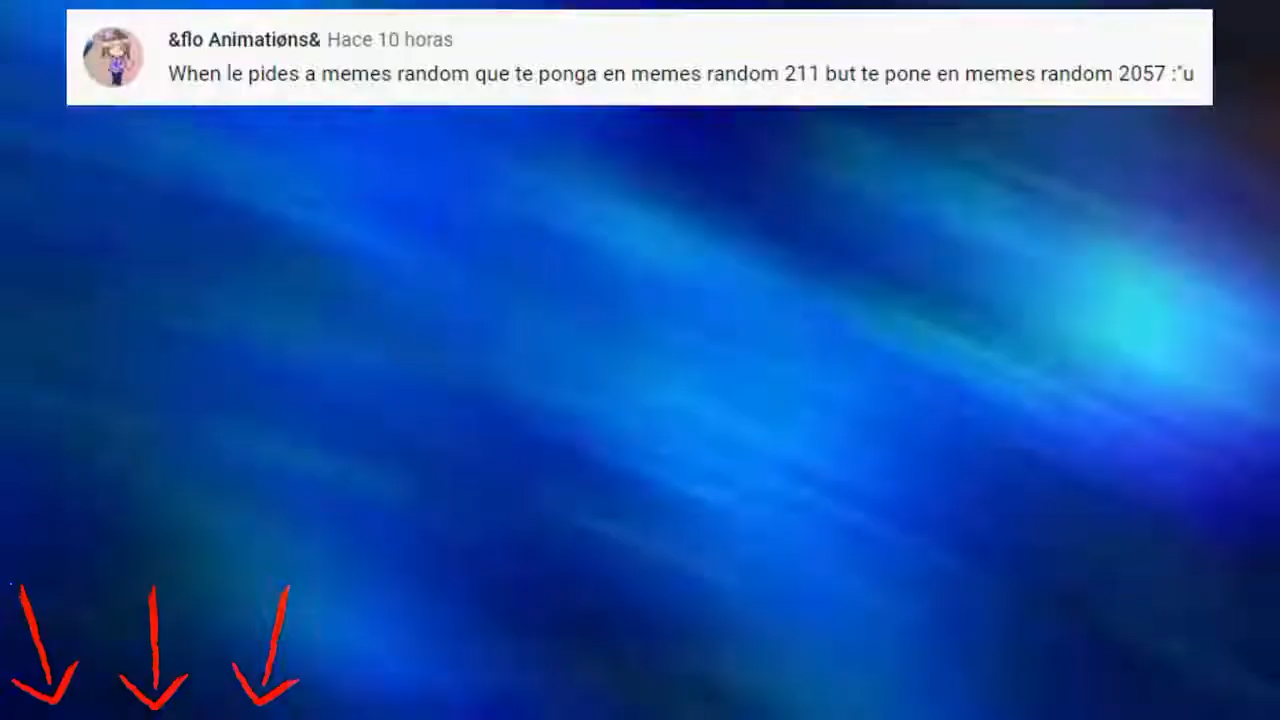 &flo Animatiøns& Hace 10 horas
When le pides a memes random que te ponga en memes random 211 but te pone en memes random 2057 :"u